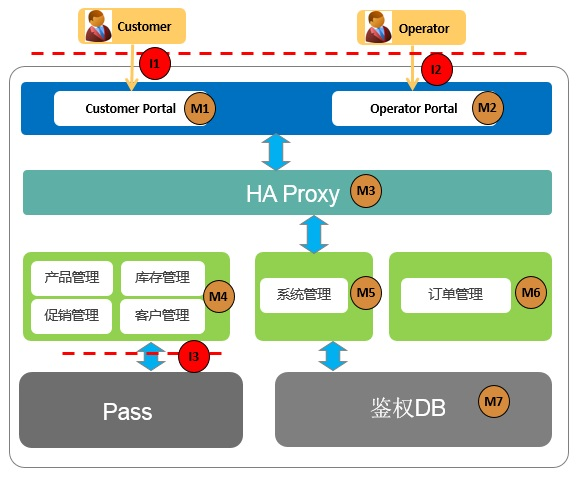 Customer
Operator
I1
I2
Customer Portal
M1
Operator Portal
M2
HA Proxy
M3
产品管理
库存管理
促销管理
客户管理
M4
系统管理
M5
订单管理
M6
I3
Pass
鉴权DB
M7